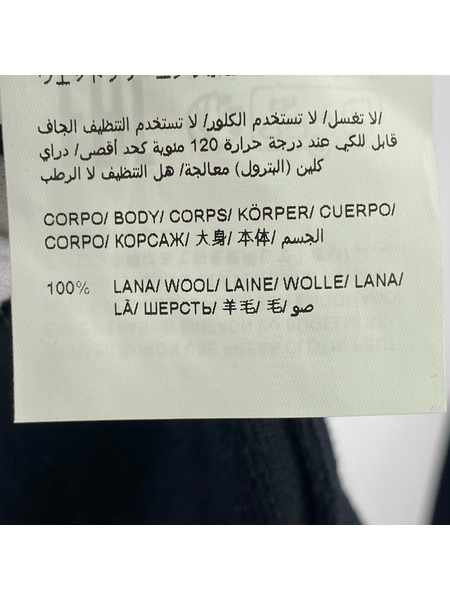 /لا تغسل/ لا تستخدم الكلور/ لا تستخدم التنظيف الجاف
قابل للكي عند درجة حرارة 120 مئوية كحد أقصى/ دراي
كلين (البترول) معالجة/ هل التنظيف لا الرطب
CORPO/ BODY/ CORPS/ KÖRPER/ CUERPO/
CORPO/ КОРСАЖ/ 大身/ 本体/ الجسم
100% LANA/ WOOL/ LAINE/ WOLLE/ LANA/
LÃ/ ШЕРСТЬ/ 羊毛/ 毛/ صو